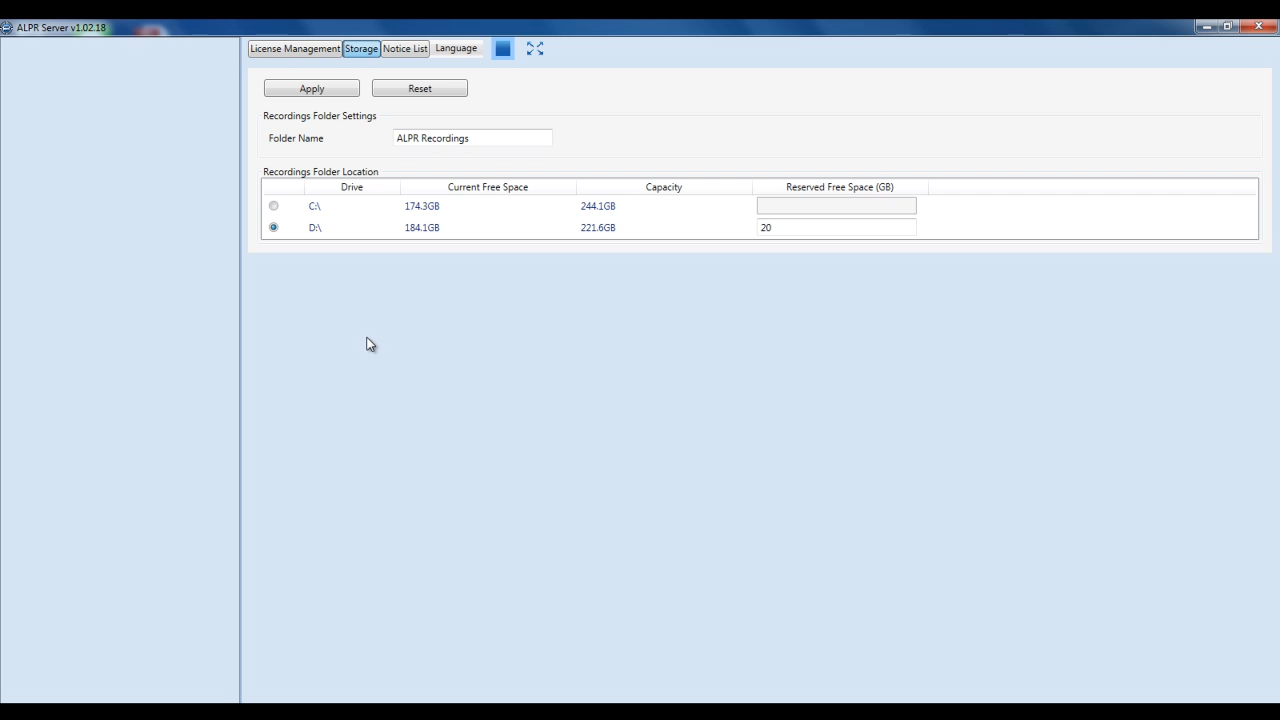 ALPR Server v1.02.18
License Management Storage Notice List Language
Apply Reset
Recordings Folder Settings
Folder Name ALPR Recordings
Recordings Folder Location
Drive Current Free Space Capacity Reserved Free Space (GB)
C:\ 174.3GB 244.1GB
D:\ 184.1GB 221.6GB 20